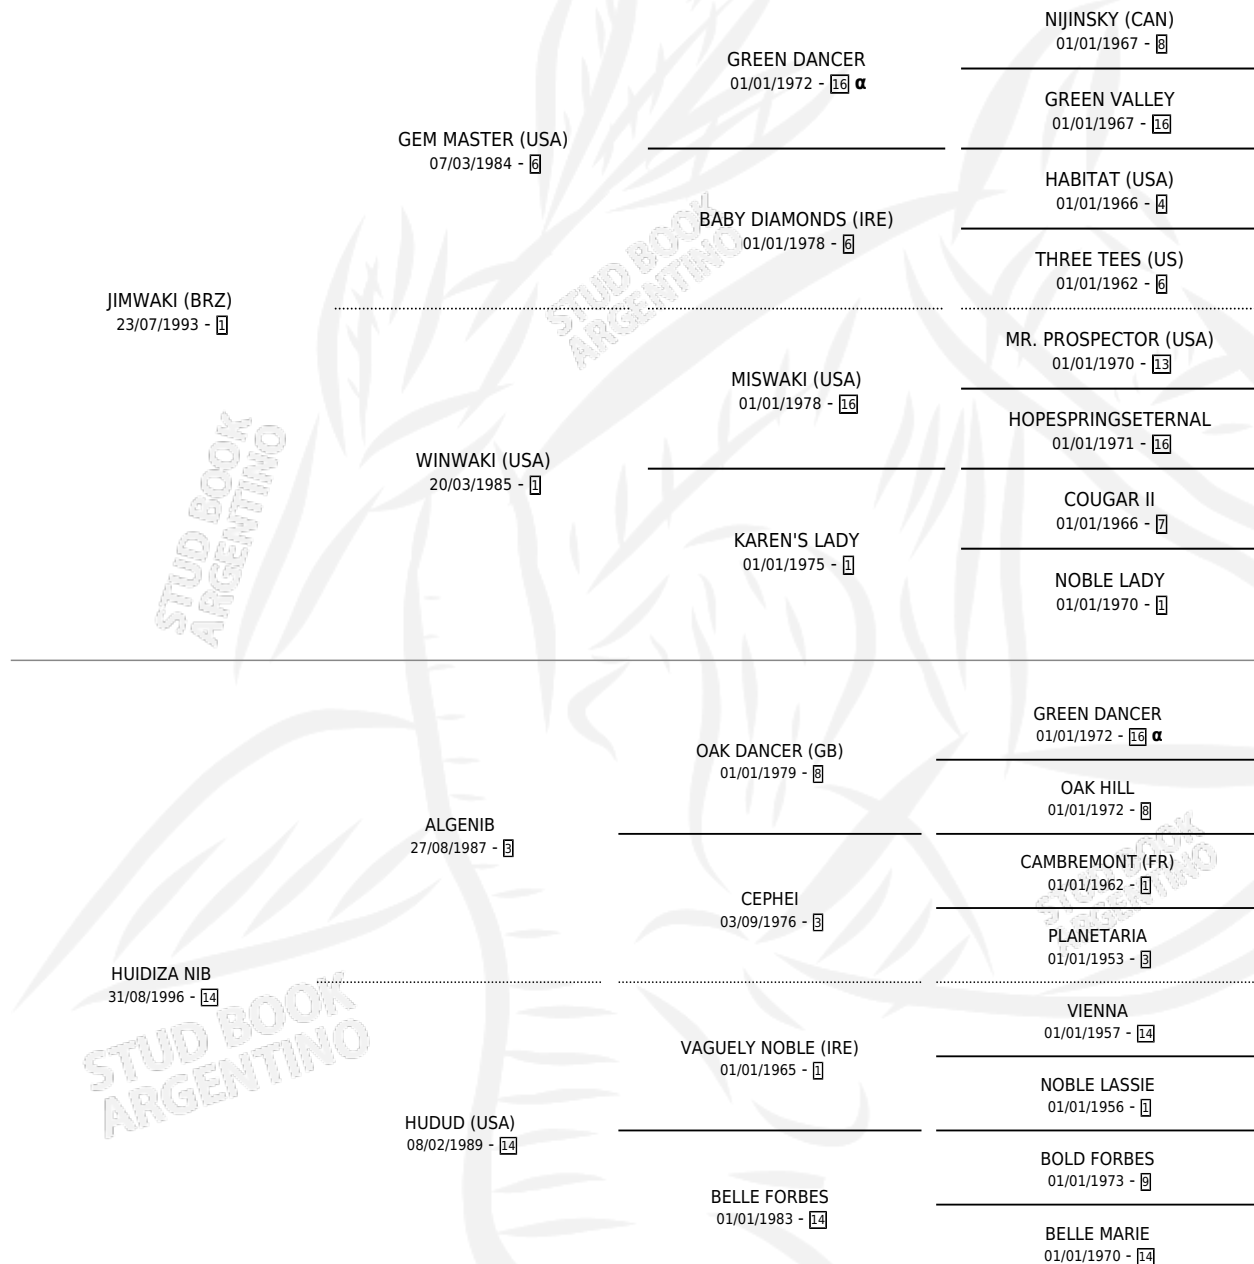 NIJINSKY (CAN)
01/01/1967 - 8
GREEN DANCER
01/01/1972 - 16 α
GREEN VALLEY
01/01/1967 - 16
GEM MASTER (USA)
07/03/1984 - 6
HABITAT (USA)
01/01/1966 - 4
BABY DIAMONDS (IRE)
01/01/1978 - 6
THREE TEES (US)
01/01/1962 - 6
JIMWAKI (BRZ)
23/07/1993 - 1
MR. PROSPECTOR (USA)
01/01/1970 - 13
MISWAKI (USA)
01/01/1978 - 16
HOPESPRINGSETERNAL
01/01/1971 - 16
WINWAKI (USA)
20/03/1985 - 1
COUGAR II
01/01/1966 - 7
KAREN'S LADY
01/01/1975 - 1
NOBLE LADY
01/01/1970 - 1
GREEN DANCER
01/01/1972 - 16 α
OAK DANCER (GB)
01/01/1979 - 8
OAK HILL
01/01/1972 - 8
ALGENIB
27/08/1987 - 3
CAMBREMONT (FR)
01/01/1962 - 1
CEPHEI
03/09/1976 - 3
PLANETARIA
01/01/1953 - 3
HUIDIZA NIB
31/08/1996 - 14
VIENNA
01/01/1957 - 14
VAGUELY NOBLE (IRE)
01/01/1965 - 1
NOBLE LASSIE
01/01/1956 - 1
HUDUD (USA)
08/02/1989 - 14
BOLD FORBES
01/01/1973 - 9
BELLE FORBES
01/01/1983 - 14
BELLE MARIE
01/01/1970 - 14
STUD BOOK
ARGENTINO
STUD BOOK
ARGENTINO
STUD BOOK
ARGENTINO
STUD BOOK
ARGENTINO